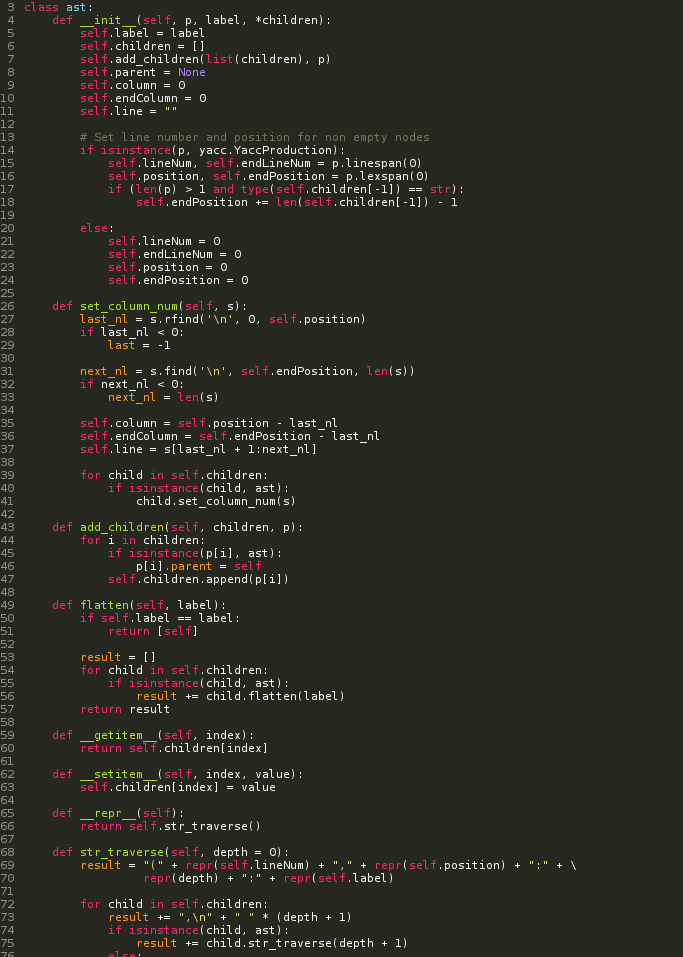 3 class ast:
4     def __init__(self, p, label, *children):
5         self.label = label
6         self.children = []
7         self.add_children(list(children), p)
8         self.parent = None
9         self.column = 0
10         self.endColumn = 0
11         self.line = ""
12
13         # Set line number and position for non empty nodes
14         if isinstance(p, yacc.YaccProduction):
15             self.lineNum, self.endLineNum = p.linespan(0)
16             self.position, self.endPosition = p.lexspan(0)
17             if (len(p) > 1 and type(self.children[-1]) == str):
18                 self.endPosition += len(self.children[-1]) - 1
19
20         else:
21             self.lineNum = 0
22             self.endLineNum = 0
23             self.position = 0
24             self.endPosition = 0
25
26     def set_column_num(self, s):
27         last_nl = s.rfind('\n', 0, self.position)
28         if last_nl < 0:
29             last = -1
30
31         next_nl = s.find('\n', self.endPosition, len(s))
32         if next_nl < 0:
33             next_nl = len(s)
34
35         self.column = self.position - last_nl
36         self.endColumn = self.endPosition - last_nl
37         self.line = s[last_nl + 1:next_nl]
38
39         for child in self.children:
40             if isinstance(child, ast):
41                 child.set_column_num(s)
42
43     def add_children(self, children, p):
44         for i in children:
45             if isinstance(p[i], ast):
46                 p[i].parent = self
47             self.children.append(p[i])
48
49     def flatten(self, label):
50         if self.label == label:
51             return [self]
52
53         result = []
54         for child in self.children:
55             if isinstance(child, ast):
56                 result += child.flatten(label)
57         return result
58
59     def __getitem__(self, index):
60         return self.children[index]
61
62     def __setitem__(self, index, value):
63         self.children[index] = value
64
65     def __repr__(self):
66         return self.str_traverse()
67
68     def str_traverse(self, depth = 0):
69         result = "(" + repr(self.lineNum) + "," + repr(self.position) + ":" + \
70                  repr(depth) + ":" + repr(self.label)
71
72         for child in self.children:
73             result += ",\n" + " " * (depth + 1)
74             if isinstance(child, ast):
75                 result += child.str_traverse(depth + 1)
76             else: